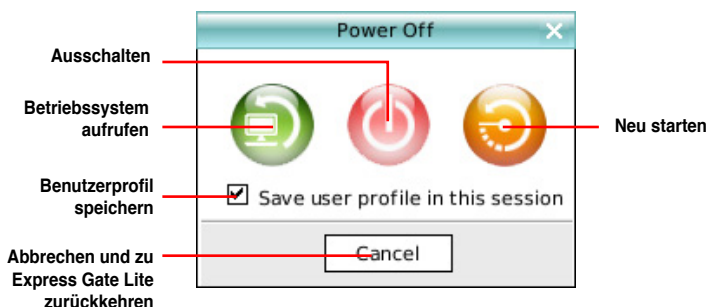 Power Off
Ausschalten
Betriebssystem
aufrufen
Neu starten
Benutzerprofil
speichern
Save user profile in this session
Cancel
Abbrechen und zu
Express Gate Lite
zurückkehren